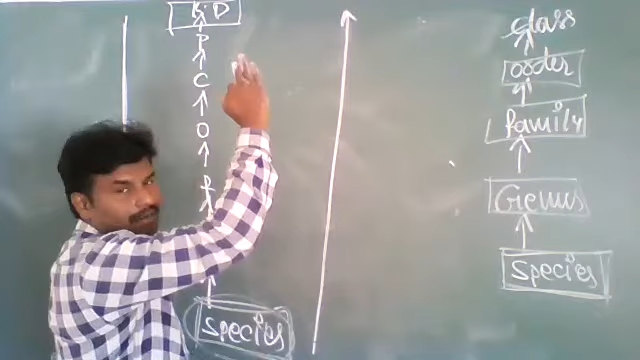 K.D
P
C
O
F
Species
class
order
family
Genus
Species